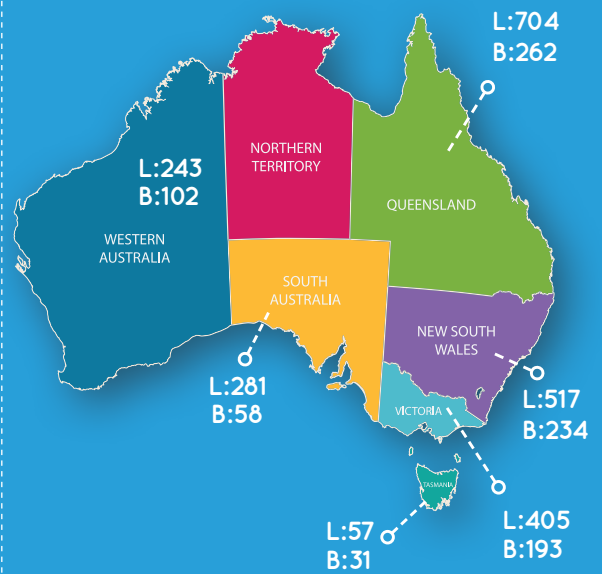 L:704
B:262
NORTHERN
TERRITORY
L:243
B:102
QUEENSLAND
WESTERN
AUSTRALIA
SOUTH
AUSTRALIA
NEW SOUTH
WALES
L:281
B:58
L:517
B:234
VICTORIA
TASMANIA
L:405
B:193
L:57
B:31